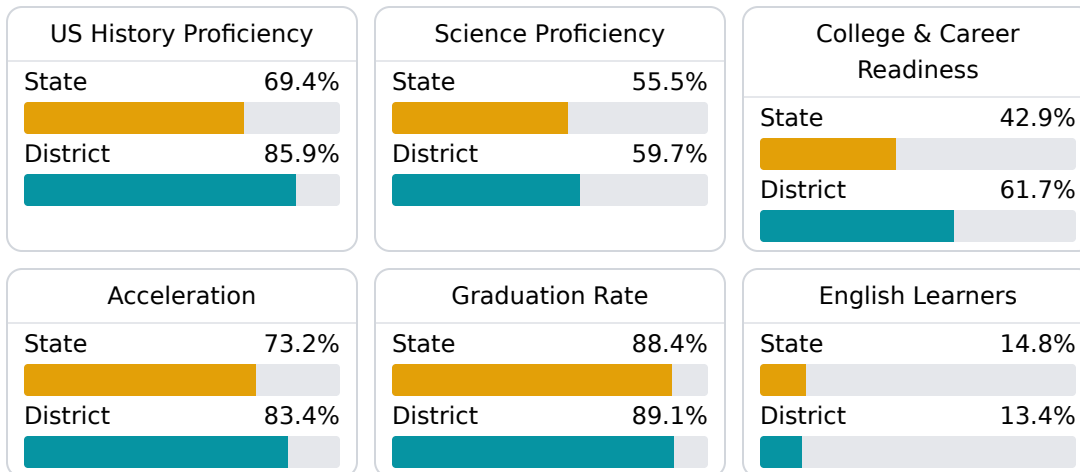 US History Proficiency
State 69.4%
District 85.9%
Science Proficiency
State 55.5%
District 59.7%
College & Career
Readiness
State 42.9%
District 61.7%
Acceleration
State 73.2%
District 83.4%
Graduation Rate
State 88.4%
District 89.1%
English Learners
State 14.8%
District 13.4%